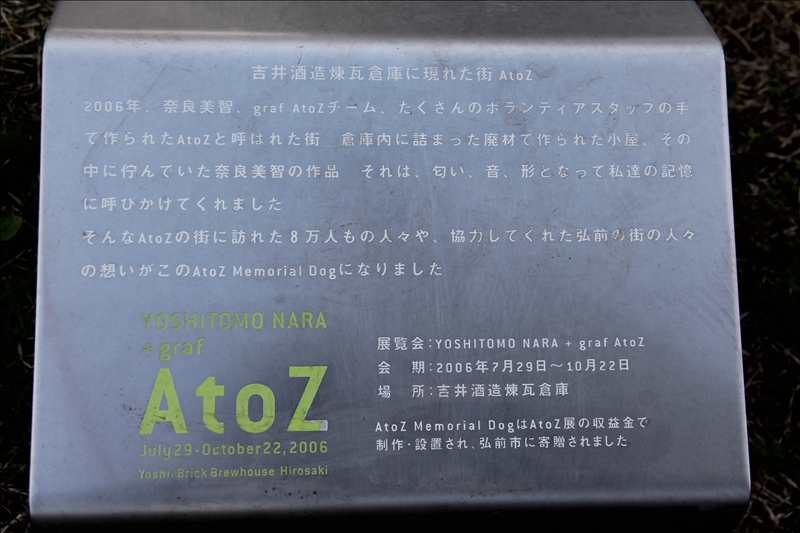 吉井酒造煉瓦倉庫に現れた街 AtoZ
2006年、奈良美智、graf AtoZチーム、たくさんのボランティアスタッフの手
で作られたAtoZと呼ばれた街　倉庫内に詰まった廃材で作られた小屋、その
中に佇んでいた奈良美智の作品　それは、匂い、音、形となって私達の記憶
に呼びかけてくれました
そんなAtoZの街に訪れた8万人もの人々や、協力してくれた弘前の街の人々
の想いがこのAtoZ Memorial Dogになりました
YOSHITOMO NARA
+ graf
AtoZ
July29-October22,2006
Yoshii Brick Brewhouse. Hirosaki
展覧会：YOSHITOMO NARA + graf AtoZ
会　期：2006年7月29日～10月22日
場　所：吉井酒造煉瓦倉庫
AtoZ Memorial DogはAtoZ展の収益金で
制作・設置され、弘前市に寄贈されました